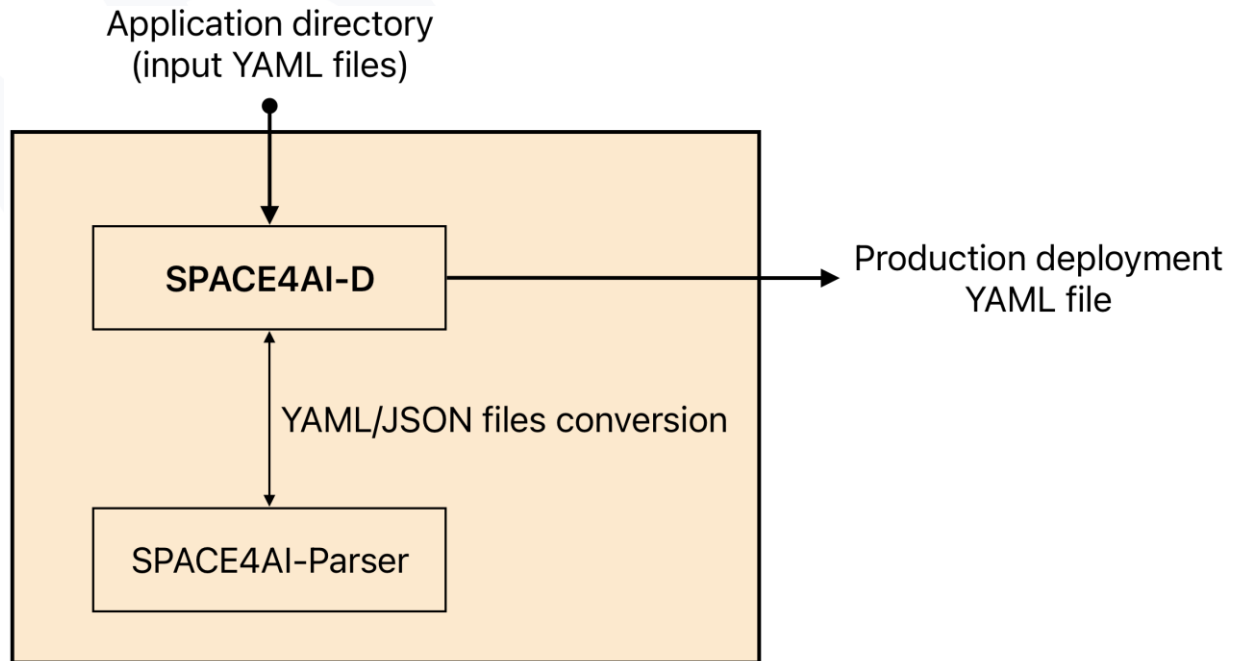 Application directory
(input YAML files)
SPACE4AI-D
Production deployment
YAML file
YAML/JSON files conversion
SPACE4AI-Parser